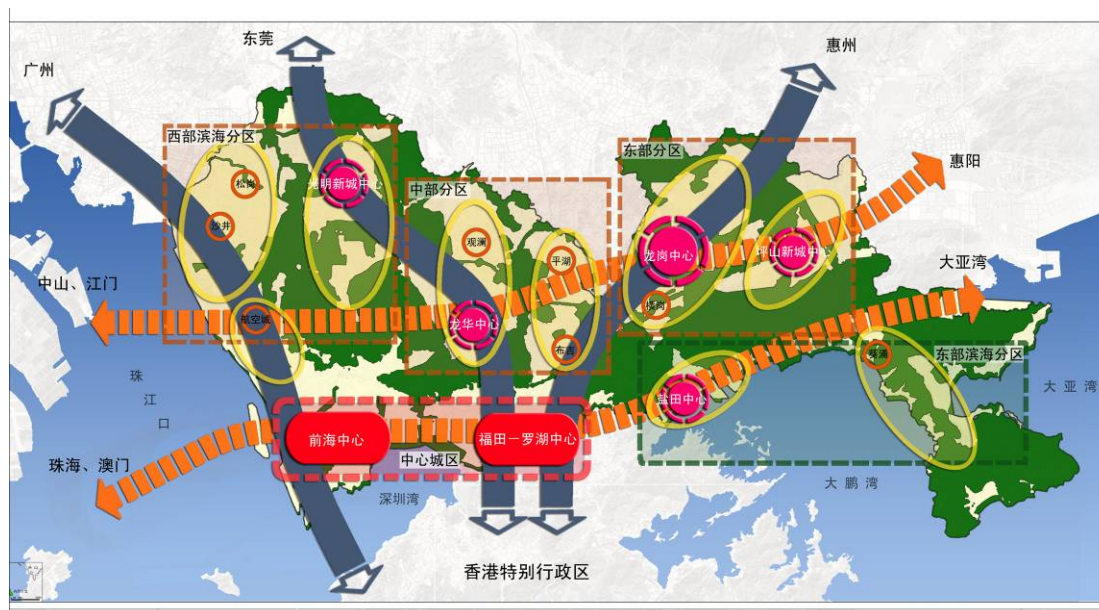 东莞
惠州
广州
西部滨海分区
东部分区
惠阳
松岗
光明新城中心
中部分区
沙井
观澜
平湖
龙岗中心
坪山新城中心
大亚湾
中山、江门
横岗
航空城
龙华中心
布吉
葵涌
东部滨海分区
珠江口
盐田中心
大亚湾
前海中心
福田—罗湖中心
中心城区
珠海、澳门
深圳湾
大鹏湾
香港特别行政区